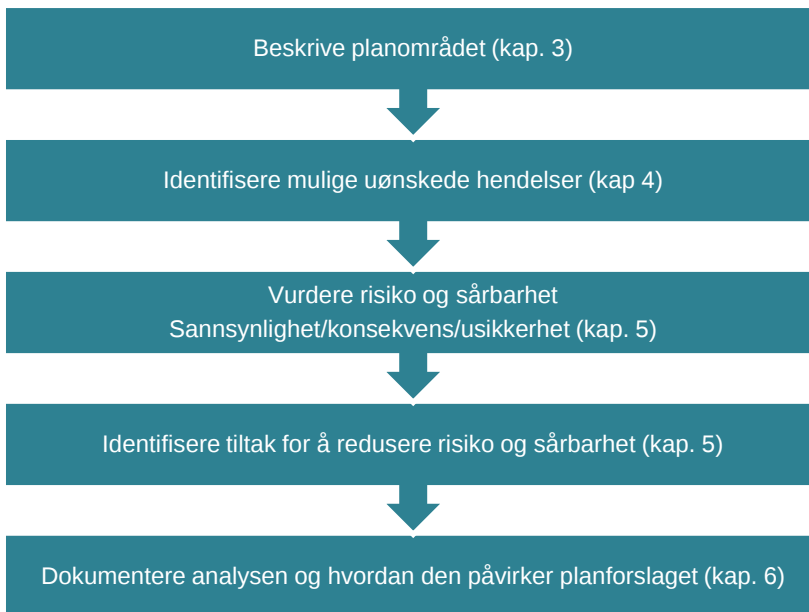 Beskrive planområdet (kap. 3)
Identifisere mulige uønskede hendelser (kap 4)
Vurdere risiko og sårbarhet
Sannsynlighet/konsekvens/usikkerhet (kap. 5)
Identifisere tiltak for å redusere risiko og sårbarhet (kap. 5)
Dokumentere analysen og hvordan den påvirker planforslaget (kap. 6)